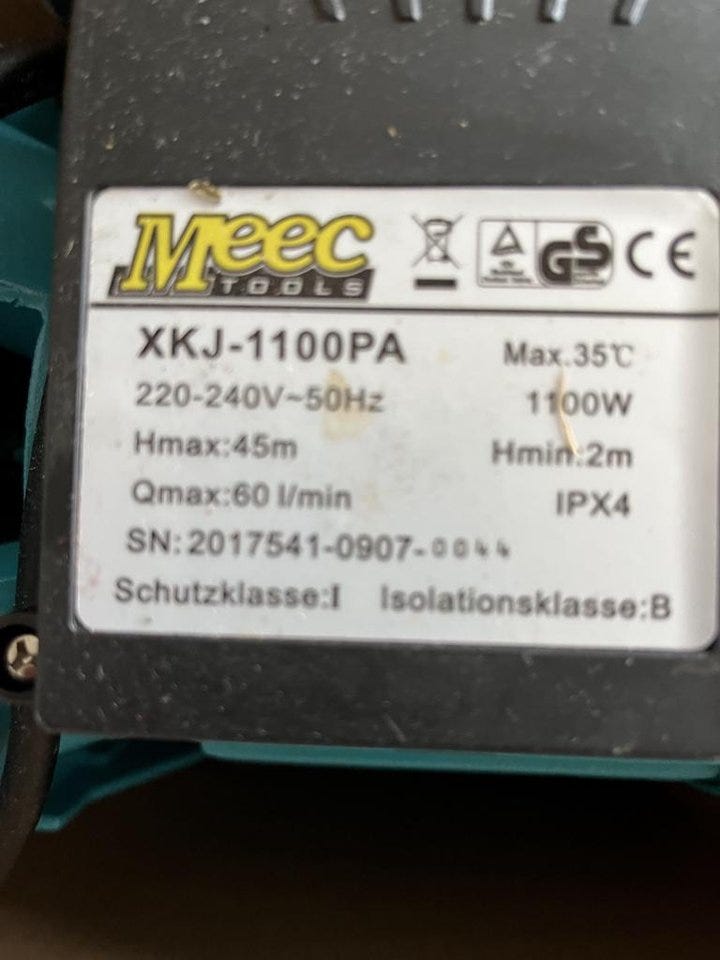 Meec
TOOLS
GS CE
XKJ-1100PA Max.35℃
220-240V~50Hz 1100W
Hmax:45m Hmin:2m
Qmax:60 l/min IPX4
SN:2017541-0907-0044
Schutzklasse:I Isolationsklasse:B